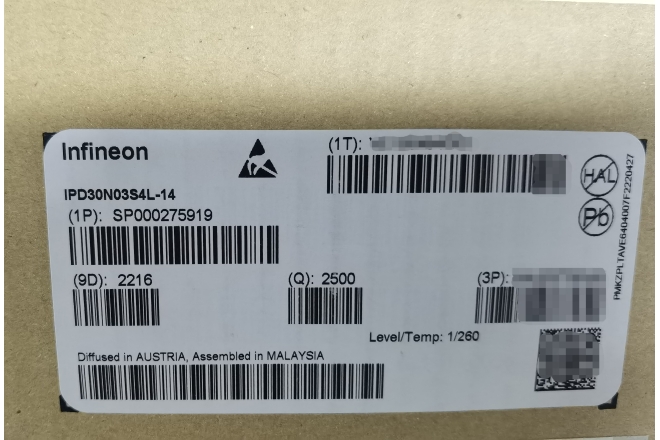 Infineon
(1T):
HAL
IPD30N03S4L-14
(1P): SP000275919
Pb
(9D): 2216
(Q): 2500
(3P):
Level/Temp: 1/260
Diffused in AUSTRIA, Assembled in MALAYSIA
PMKZPLTAVE6404007F2220427